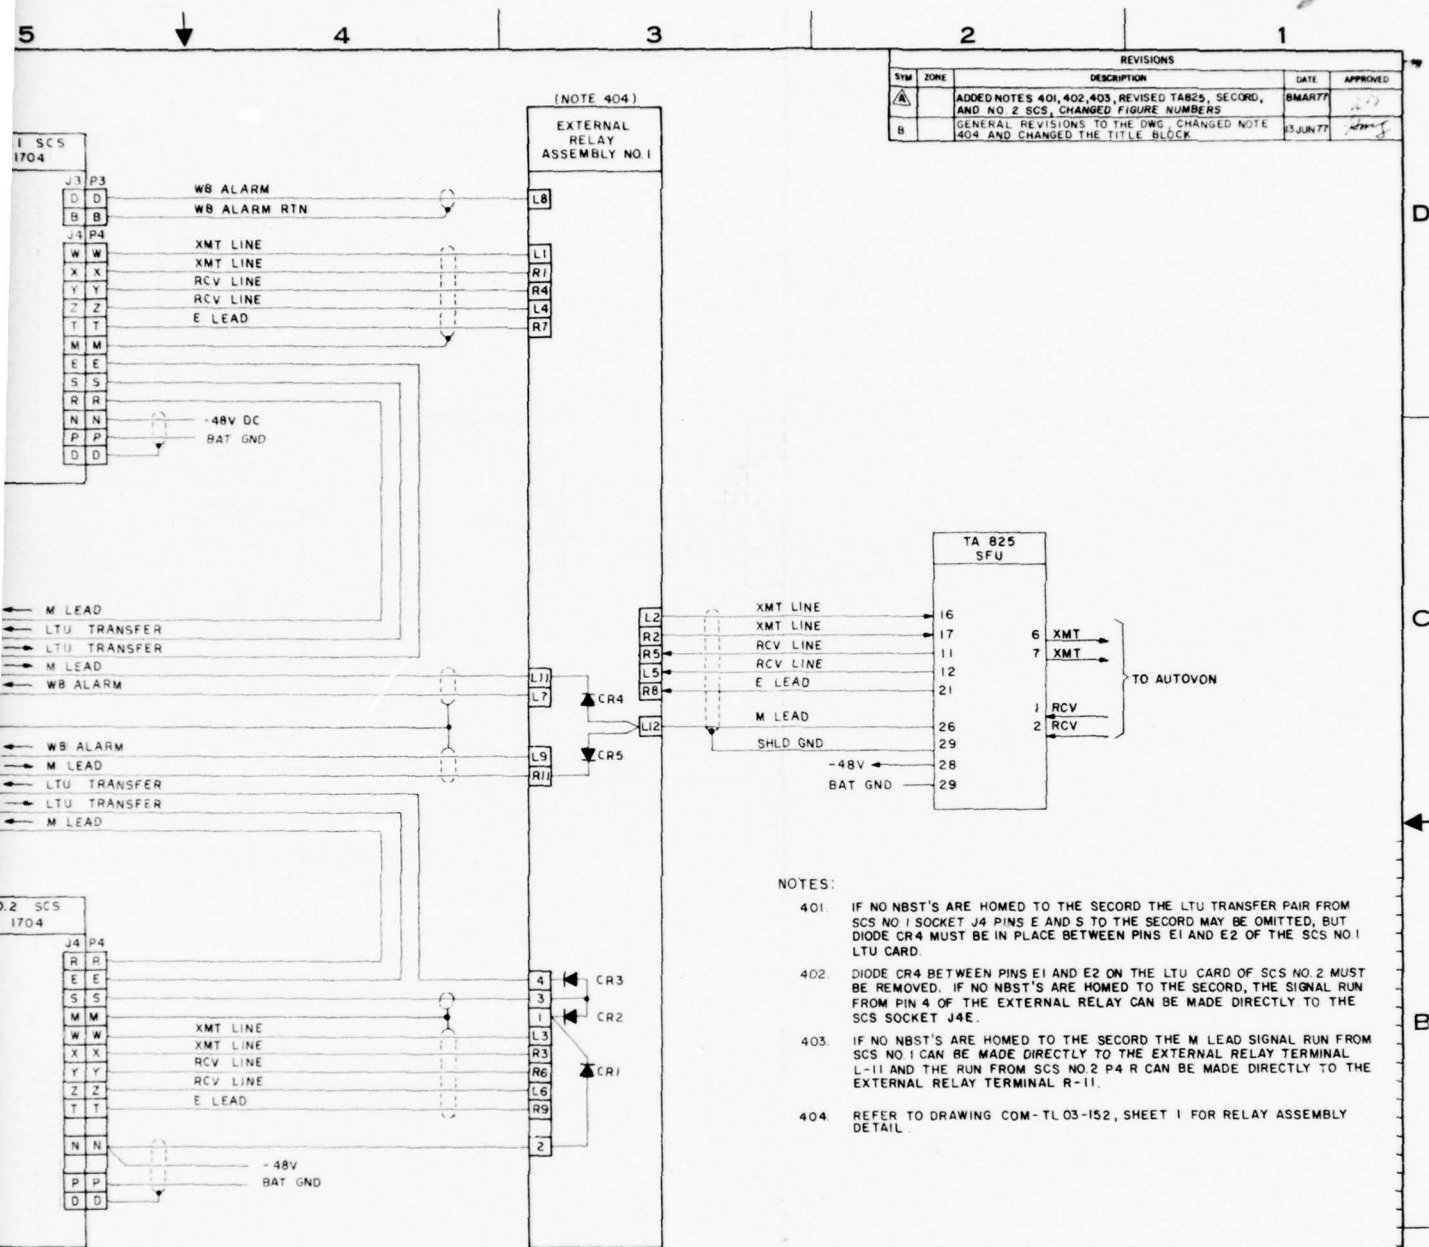 5 4 3 2 1
REVISIONS
SYM ZONE DESCRIPTION DATE APPROVED
A ADDED NOTES 401, 402, 403, REVISED TA825, SECORD, 8MAR77
AND NO 2 SCS, CHANGED FIGURE NUMBERS
B GENERAL REVISIONS TO THE DWG, CHANGED NOTE 13 JUN 77
404 AND CHANGED THE TITLE BLOCK
(NOTE 404)
EXTERNAL
RELAY
ASSEMBLY NO.1
1 SCS
1704
J3 P3
D D WB ALARM L8
B B WB ALARM RTN
J4 P4
W W XMT LINE L1
X X XMT LINE R1
Y Y RCV LINE R4
Z Z RCV LINE L4
T T E LEAD R7
M M
E E
S S
R R
N N -48V DC
P P BAT GND
D D
D
TA 825
SFU
M LEAD
LTU TRANSFER
LTU TRANSFER
M LEAD
WB ALARM
L11
L7
CR4
L12
WB ALARM L9 CR5
M LEAD R11
LTU TRANSFER
LTU TRANSFER
M LEAD
L2 XMT LINE 16
R2 XMT LINE 17
R5 RCV LINE 11
L5 RCV LINE 12
R8 E LEAD 21
M LEAD 26
SHLD GND 29
-48V 28
BAT GND 29
6 XMT
7 XMT
TO AUTOVON
1 RCV
2 RCV
C
0.2 SCS
1704
J4 P4
R R
E E 4 CR3
S S 3
M M 1 CR2
W W XMT LINE L3
X X XMT LINE R3
Y Y RCV LINE R6 CR1
Z Z RCV LINE L6
T T E LEAD R9
N N 2
-48V
P P BAT GND
D D
B
NOTES:
401. IF NO NBST'S ARE HOMED TO THE SECOND THE LTU TRANSFER PAIR FROM
SCS NO 1 SOCKET J4 PINS E AND S TO THE SECORD MAY BE OMITTED, BUT
DIODE CR4 MUST BE IN PLACE BETWEEN PINS E1 AND E2 OF THE SCS NO.1
LTU CARD.
402. DIODE CR4 BETWEEN PINS E1 AND E2 ON THE LTU CARD OF SCS NO. 2 MUST
BE REMOVED. IF NO NBST'S ARE HOMED TO THE SECOND, THE SIGNAL RUN
FROM PIN 4 OF THE EXTERNAL RELAY CAN BE MADE DIRECTLY TO THE
SCS SOCKET J4E.
403. IF NO NBST'S ARE HOMED TO THE SECOND THE M LEAD SIGNAL RUN FROM
SCS NO.1 CAN BE MADE DIRECTLY TO THE EXTERNAL RELAY TERMINAL
L-11 AND THE RUN FROM SCS NO.2 P4 R CAN BE MADE DIRECTLY TO THE
EXTERNAL RELAY TERMINAL R-11.
404. REFER TO DRAWING COM-TL 03-152, SHEET 1 FOR RELAY ASSEMBLY
DETAIL.